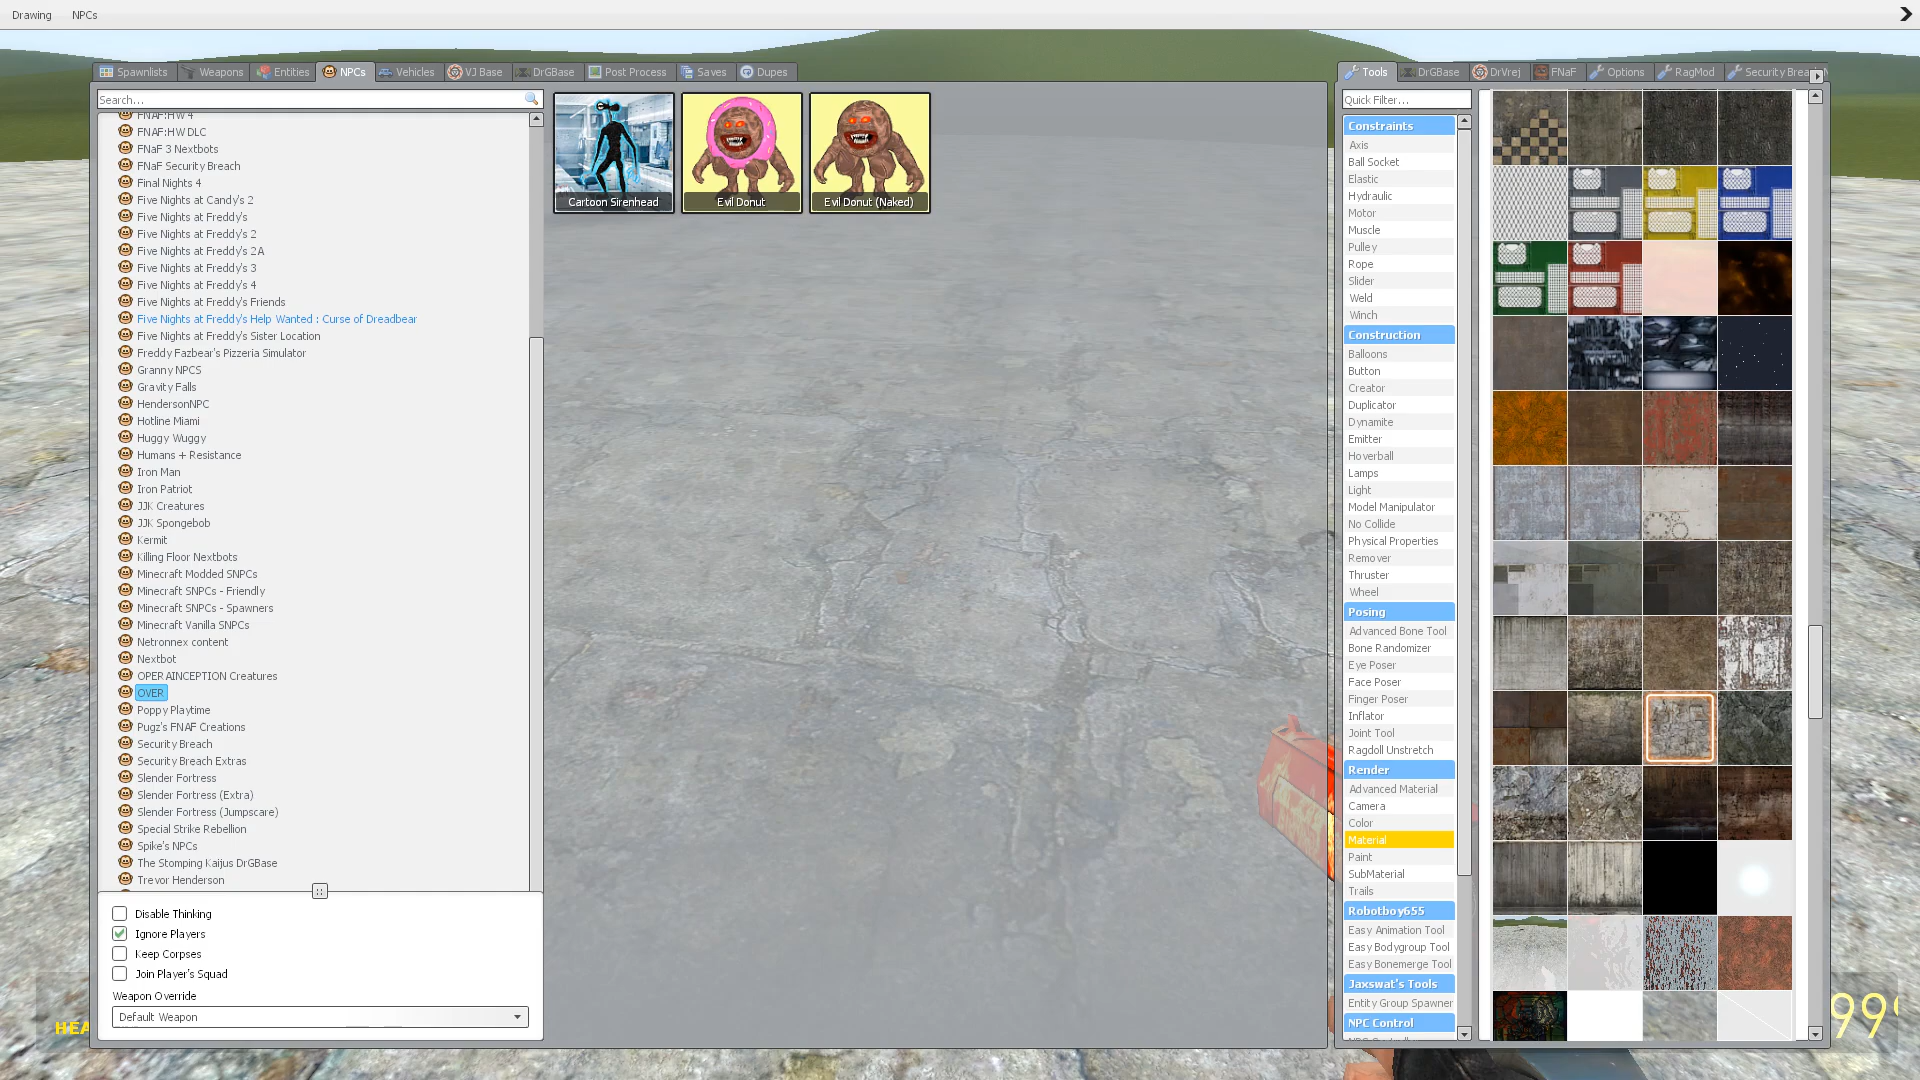 Drawing NPCs
Spawnlists Weapons Entities NPCs Vehicles VJ Base DrGBase Post Process Saves Dupes
Search...
FNAF:HW 4
FNAF:HW DLC
FNaF 3 Nextbots
FNaF Security Breach
Final Nights 4
Five Nights at Candy's 2
Five Nights at Freddy's
Five Nights at Freddy's 2
Five Nights at Freddy's 2A
Five Nights at Freddy's 3
Five Nights at Freddy's 4
Five Nights at Freddy's Friends
Five Nights at Freddy's Help Wanted : Curse of Dreadbear
Five Nights at Freddy's Sister Location
Freddy Fazbear's Pizzeria Simulator
Granny NPCS
Gravity Falls
HendersonNPC
Hotline Miami
Huggy Wuggy
Humans + Resistance
Iron Man
Iron Patriot
JJK Creatures
JJK Spongebob
Kermit
Killing Floor Nextbots
Minecraft Modded SNPCs
Minecraft SNPCs - Friendly
Minecraft SNPCs - Spawners
Minecraft Vanilla SNPCs
Netronnex content
Nextbot
OPERAINCEPTION Creatures
OVER
Poppy Playtime
Pugz's FNAF Creations
Security Breach
Security Breach Extras
Slender Fortress
Slender Fortress (Extra)
Slender Fortress (Jumpscare)
Special Strike Rebellion
Spike's NPCs
The Stomping Kaijus DrGBase
Trevor Henderson
Disable Thinking
Ignore Players
Keep Corpses
Join Player's Squad
Weapon Override
Default Weapon
HEA
Cartoon Sirenhead
Evil Donut
Evil Donut (Naked)
Tools DrGBase DrVrej FNaF Options RagMod Security Brea
Quick Filter...
Constraints
Axis
Ball Socket
Elastic
Hydraulic
Motor
Muscle
Pulley
Rope
Slider
Weld
Winch
Construction
Balloons
Button
Creator
Duplicator
Dynamite
Emitter
Hoverball
Lamps
Light
Model Manipulator
No Collide
Physical Properties
Remover
Thruster
Wheel
Posing
Advanced Bone Tool
Bone Randomizer
Eye Poser
Face Poser
Finger Poser
Inflator
Joint Tool
Ragdoll Unstretch
Render
Advanced Material
Camera
Color
Material
Paint
SubMaterial
Trails
Robotboy655
Easy Animation Tool
Easy Bodygroup Tool
Easy Bonemerge Tool
Jaxswat's Tools
Entity Group Spawner
NPC Control
99